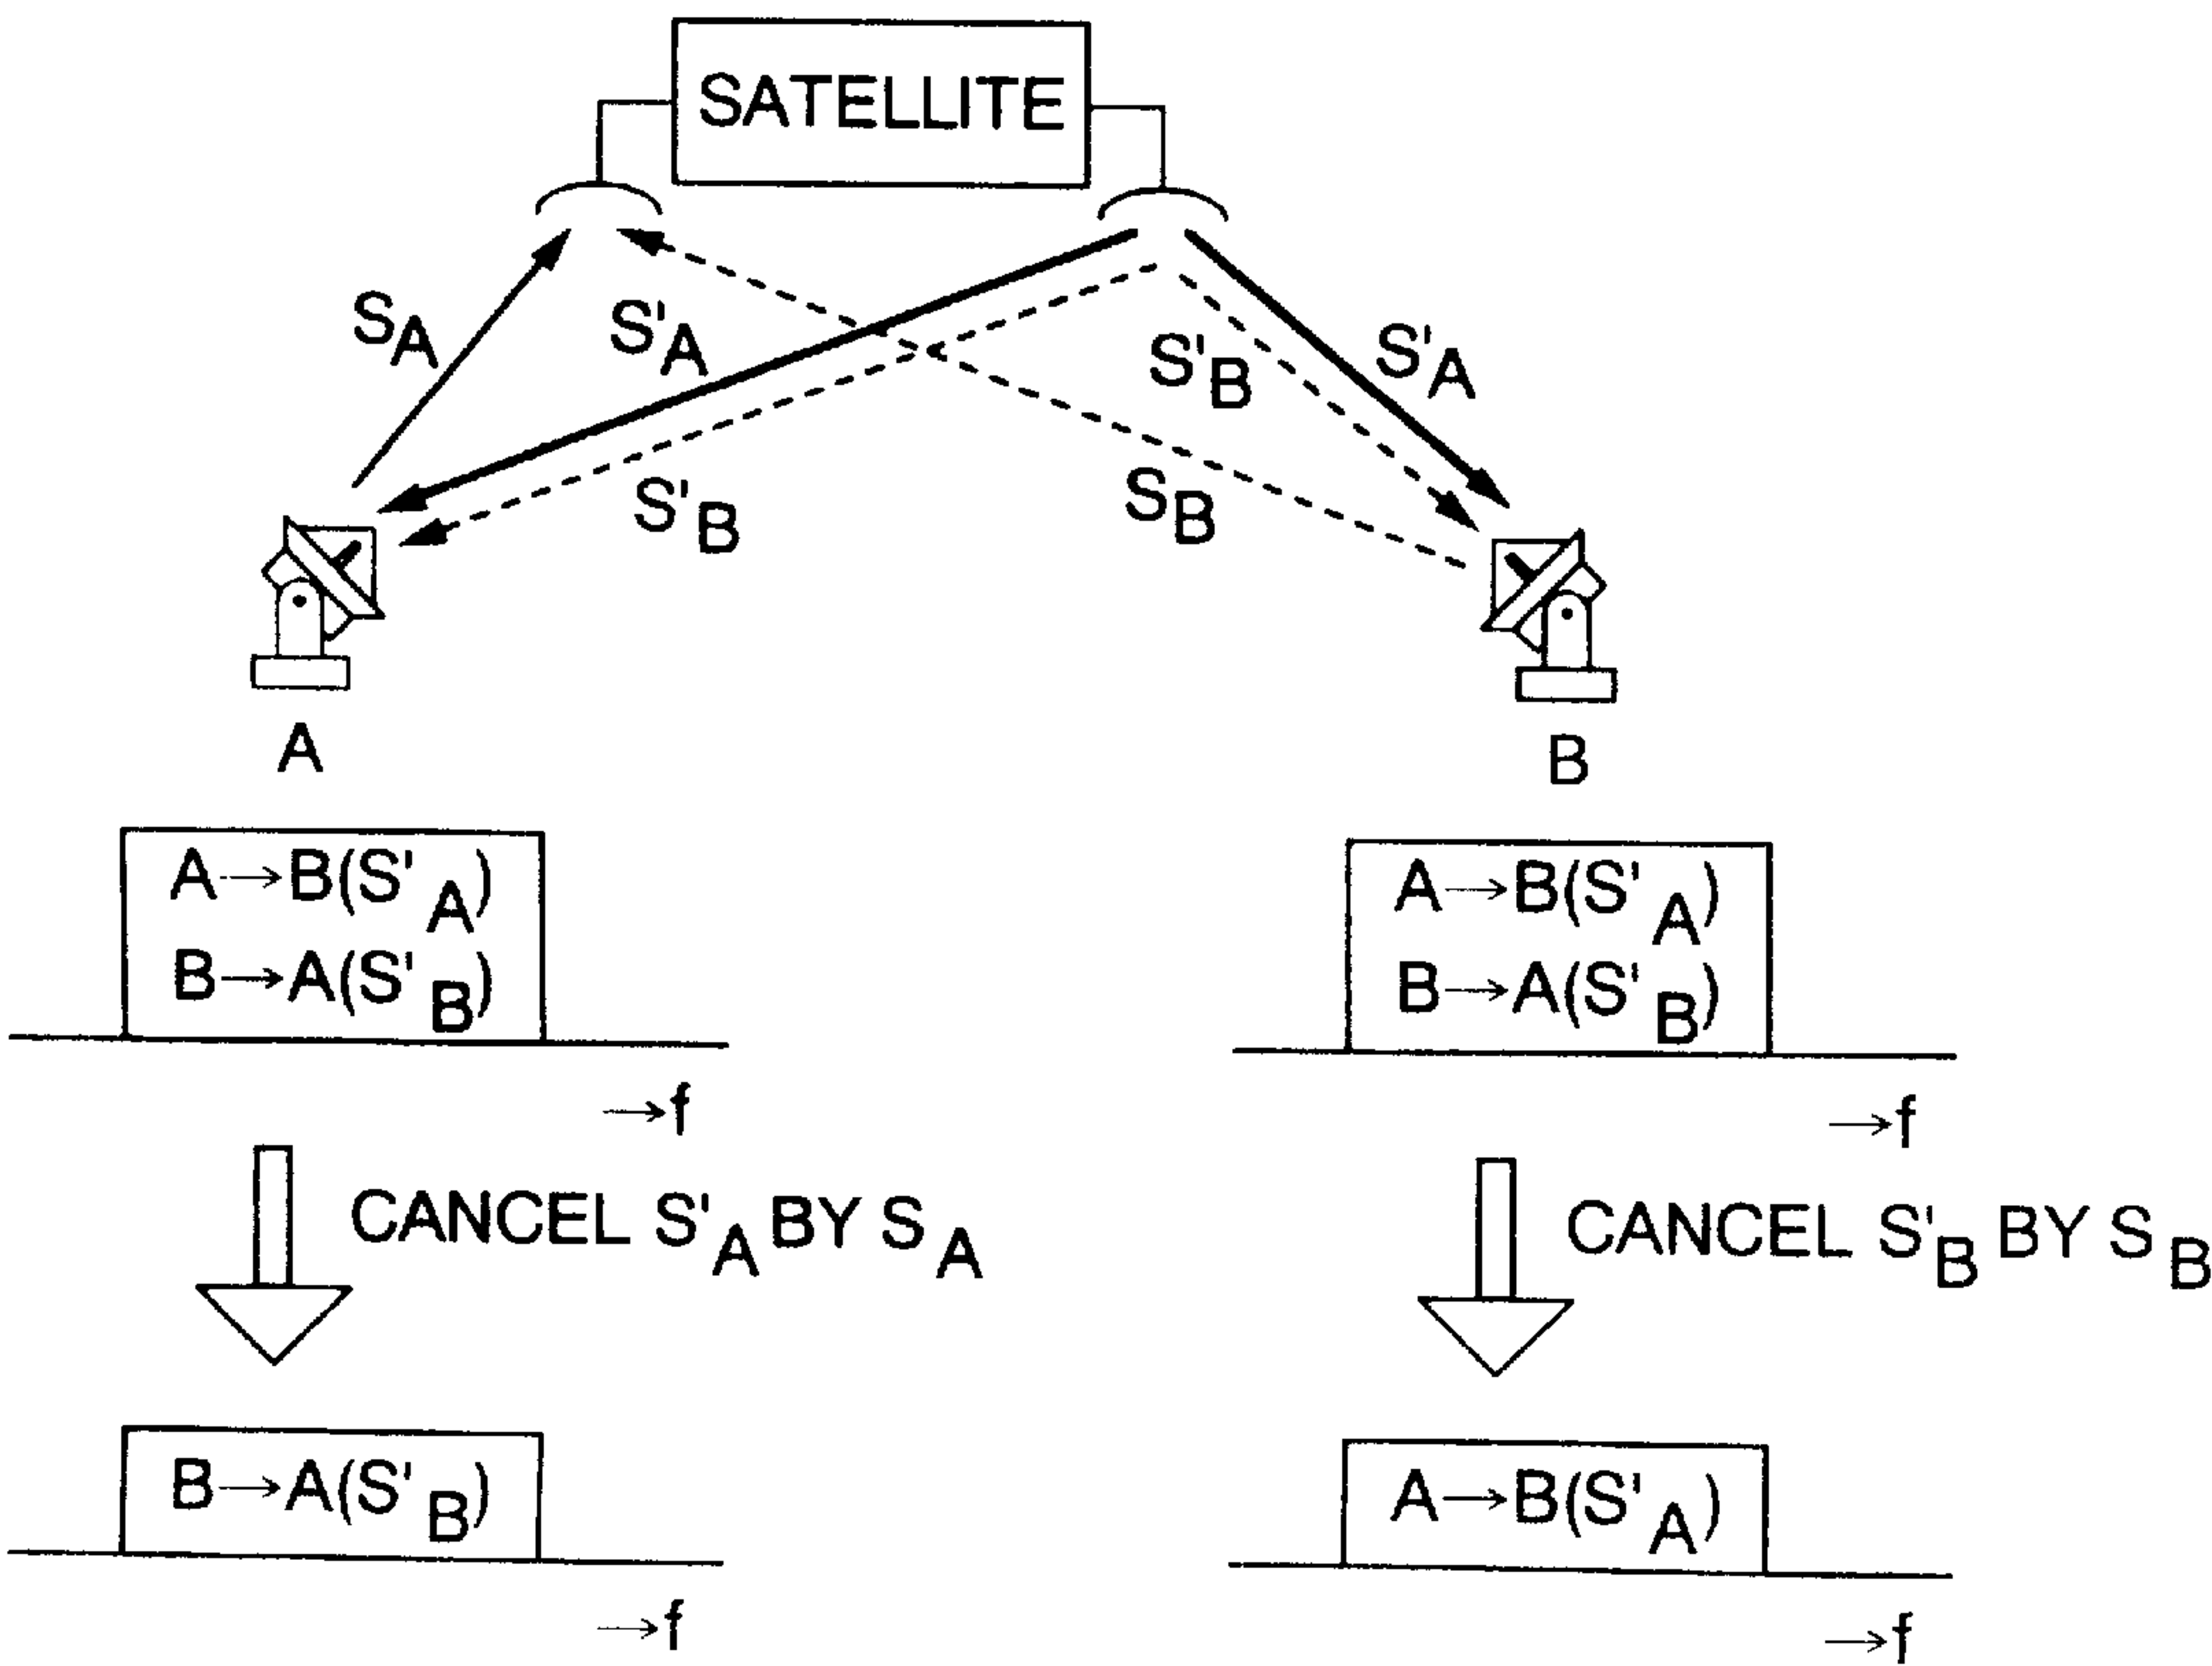 SATELLITE
SA
S'A
S'B
S'A
S'B
SB
A
B
A→B(S'A)
B→A(S'B)
A→B(S'A)
B→A(S'B)
→f
→f
CANCEL S'A BY SA
CANCEL S'B BY SB
B→A(S'B)
A→B(S'A)
→f
→f